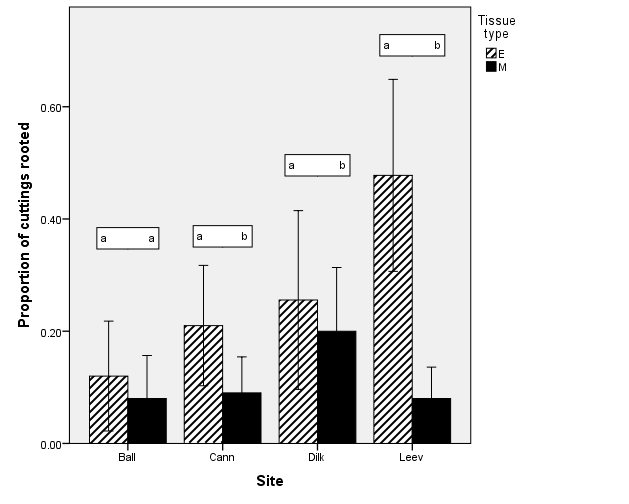 Tissue
type
E
M
a b
a b
a a
a b
0.60
0.40
0.20
0.00
Proportion of cuttings rooted
Ball Cann Dilk Leev
Site